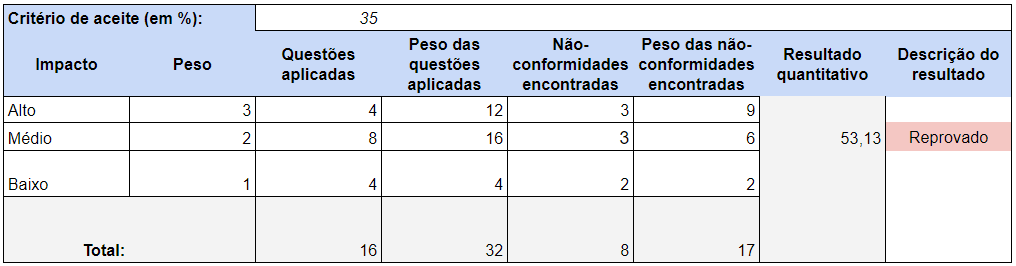 Critério de aceite (em %): 35
Impacto Peso Questões aplicadas Peso das questões aplicadas Não-conformidades encontradas Peso das não-conformidades encontradas Resultado quantitativo Descrição do resultado
Alto 3 4 12 3 9
Médio 2 8 16 3 6 53,13 Reprovado
Baixo 1 4 4 2 2
Total: 16 32 8 17